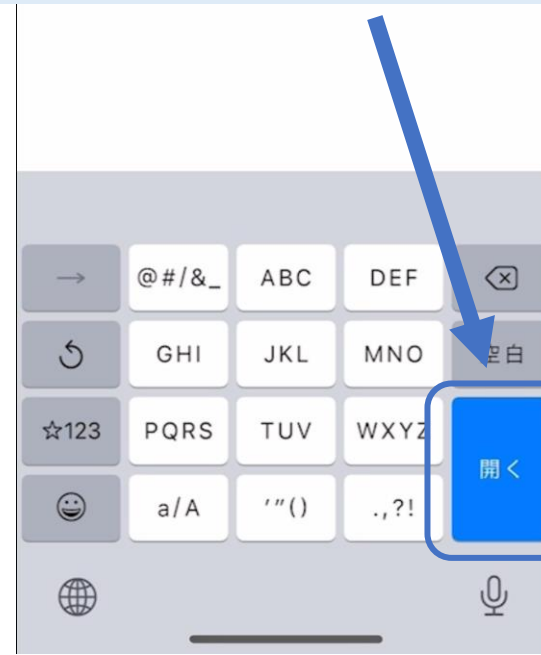 → @#/&_ ABC DEF
GHI JKL MNO 空白
☆123 PQRS TUV WXYZ
開く
a/A ′″() .,?!